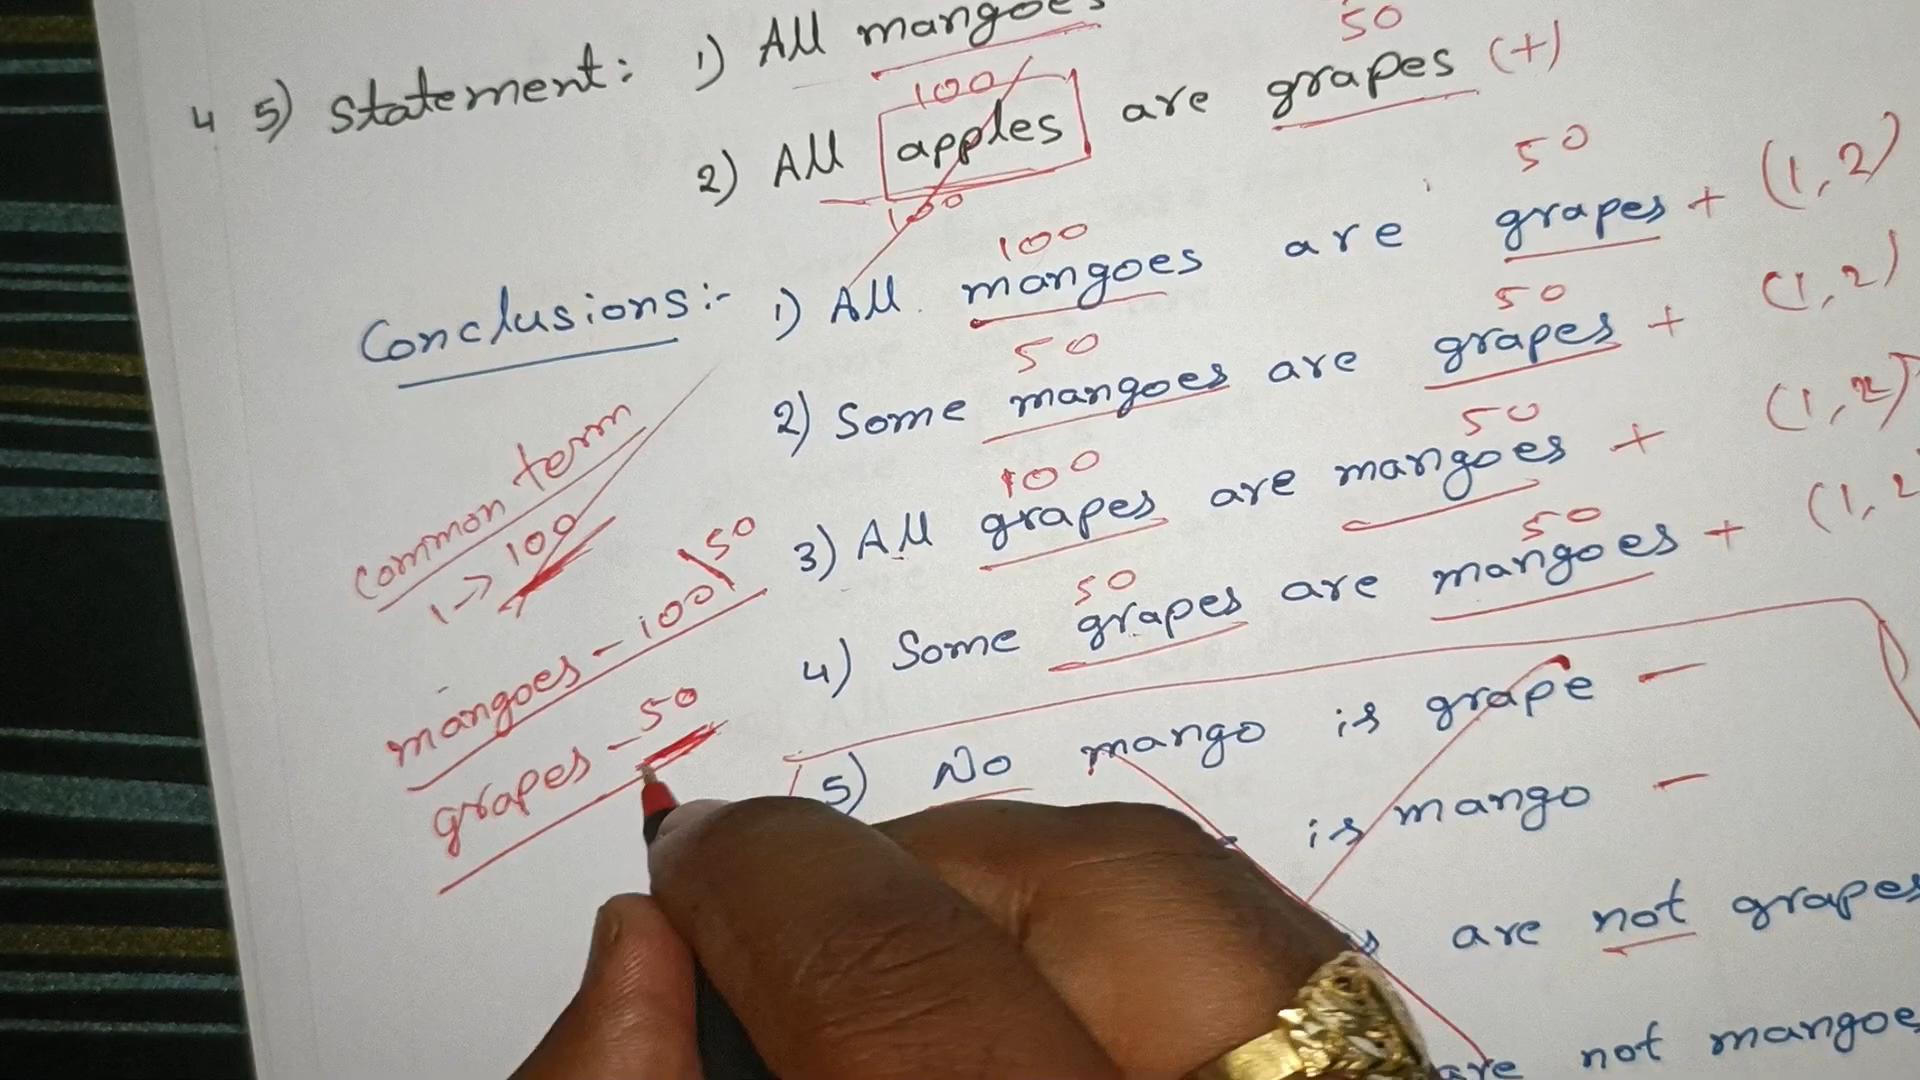 50
4 5) Statement: 1) All mangoes
100
2) All apples are grapes (+)
100
50
100
Conclusions:- 1) All mangoes are grapes + (1,2)
50 50
2) Some mangoes are grapes + (1,2)
100 50
3) All grapes are mangoes + (1,2)
50 50
4) Some grapes are mangoes + (1,2
5) No mango is grape -
is mango -
are not grapes
are not mangoe
common term
1-> 100
mangoes - 100 50
grapes - 50